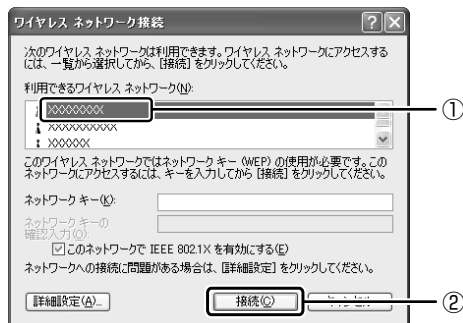 ワイヤレス ネットワーク接続
次のワイヤレス ネットワークは利用できます。ワイヤレス ネットワークにアクセスする
には、一覧から選択してから、[接続] をクリックしてください。
利用できるワイヤレス ネットワーク(N):
XXXXXXXX
①
XXXXXXXXXX
XXXXXX
このワイヤレス ネットワークではネットワーク キー (WEP) の使用が必要です。この
ネットワークにアクセスするには、キーを入力してから [接続] をクリックしてください。
ネットワーク キー(K):
ネットワーク キーの
確認入力(O):
このネットワークで IEEE 802.1X を有効にする(E)
ネットワークへの接続に問題がある場合は、[詳細設定] をクリックしてください。
詳細設定(A)...
接続(C)
キャンセル
②